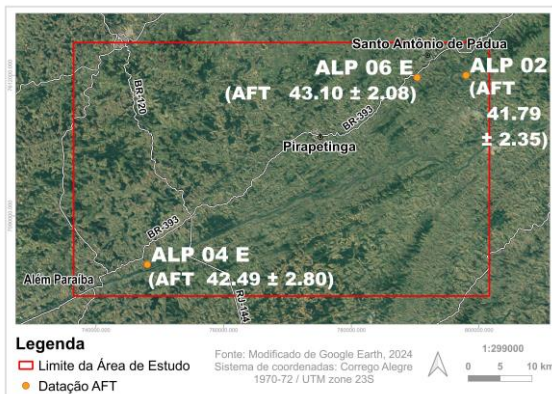 Santo Antônio de Pádua
ALP 06 E
(AFT 43.10 ± 2.08)
ALP 02
(AFT
41.79
± 2.35)
BR-120
BR-393
Pirapetinga
BR-393
ALP 04 E
(AFT 42.49 ± 2.80)
Além Paraíba
RJ-144
Legenda
Limite da Área de Estudo
Datação AFT
Fonte: Modificado de Google Earth, 2024
Sistema de coordenadas: Corrego Alegre
1970-72 / UTM zone 23S
1:299000
0 5 10 km